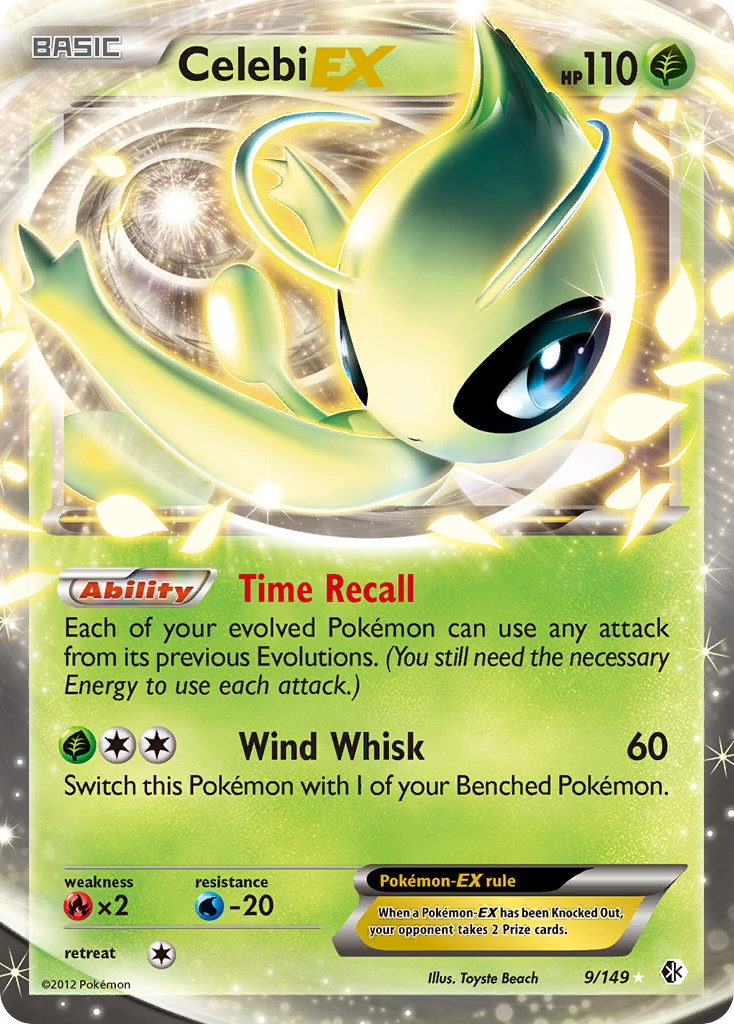 BASIC
Celebi EX
HP 110
Ability Time Recall
Each of your evolved Pokémon can use any attack
from its previous Evolutions. (You still need the necessary
Energy to use each attack.)
Wind Whisk 60
Switch this Pokémon with 1 of your Benched Pokémon.
weakness resistance
×2 -20
Pokémon-EX rule
When a Pokémon-EX has been Knocked Out,
your opponent takes 2 Prize cards.
retreat
©2012 Pokémon
Illus. Toyste Beach
9/149